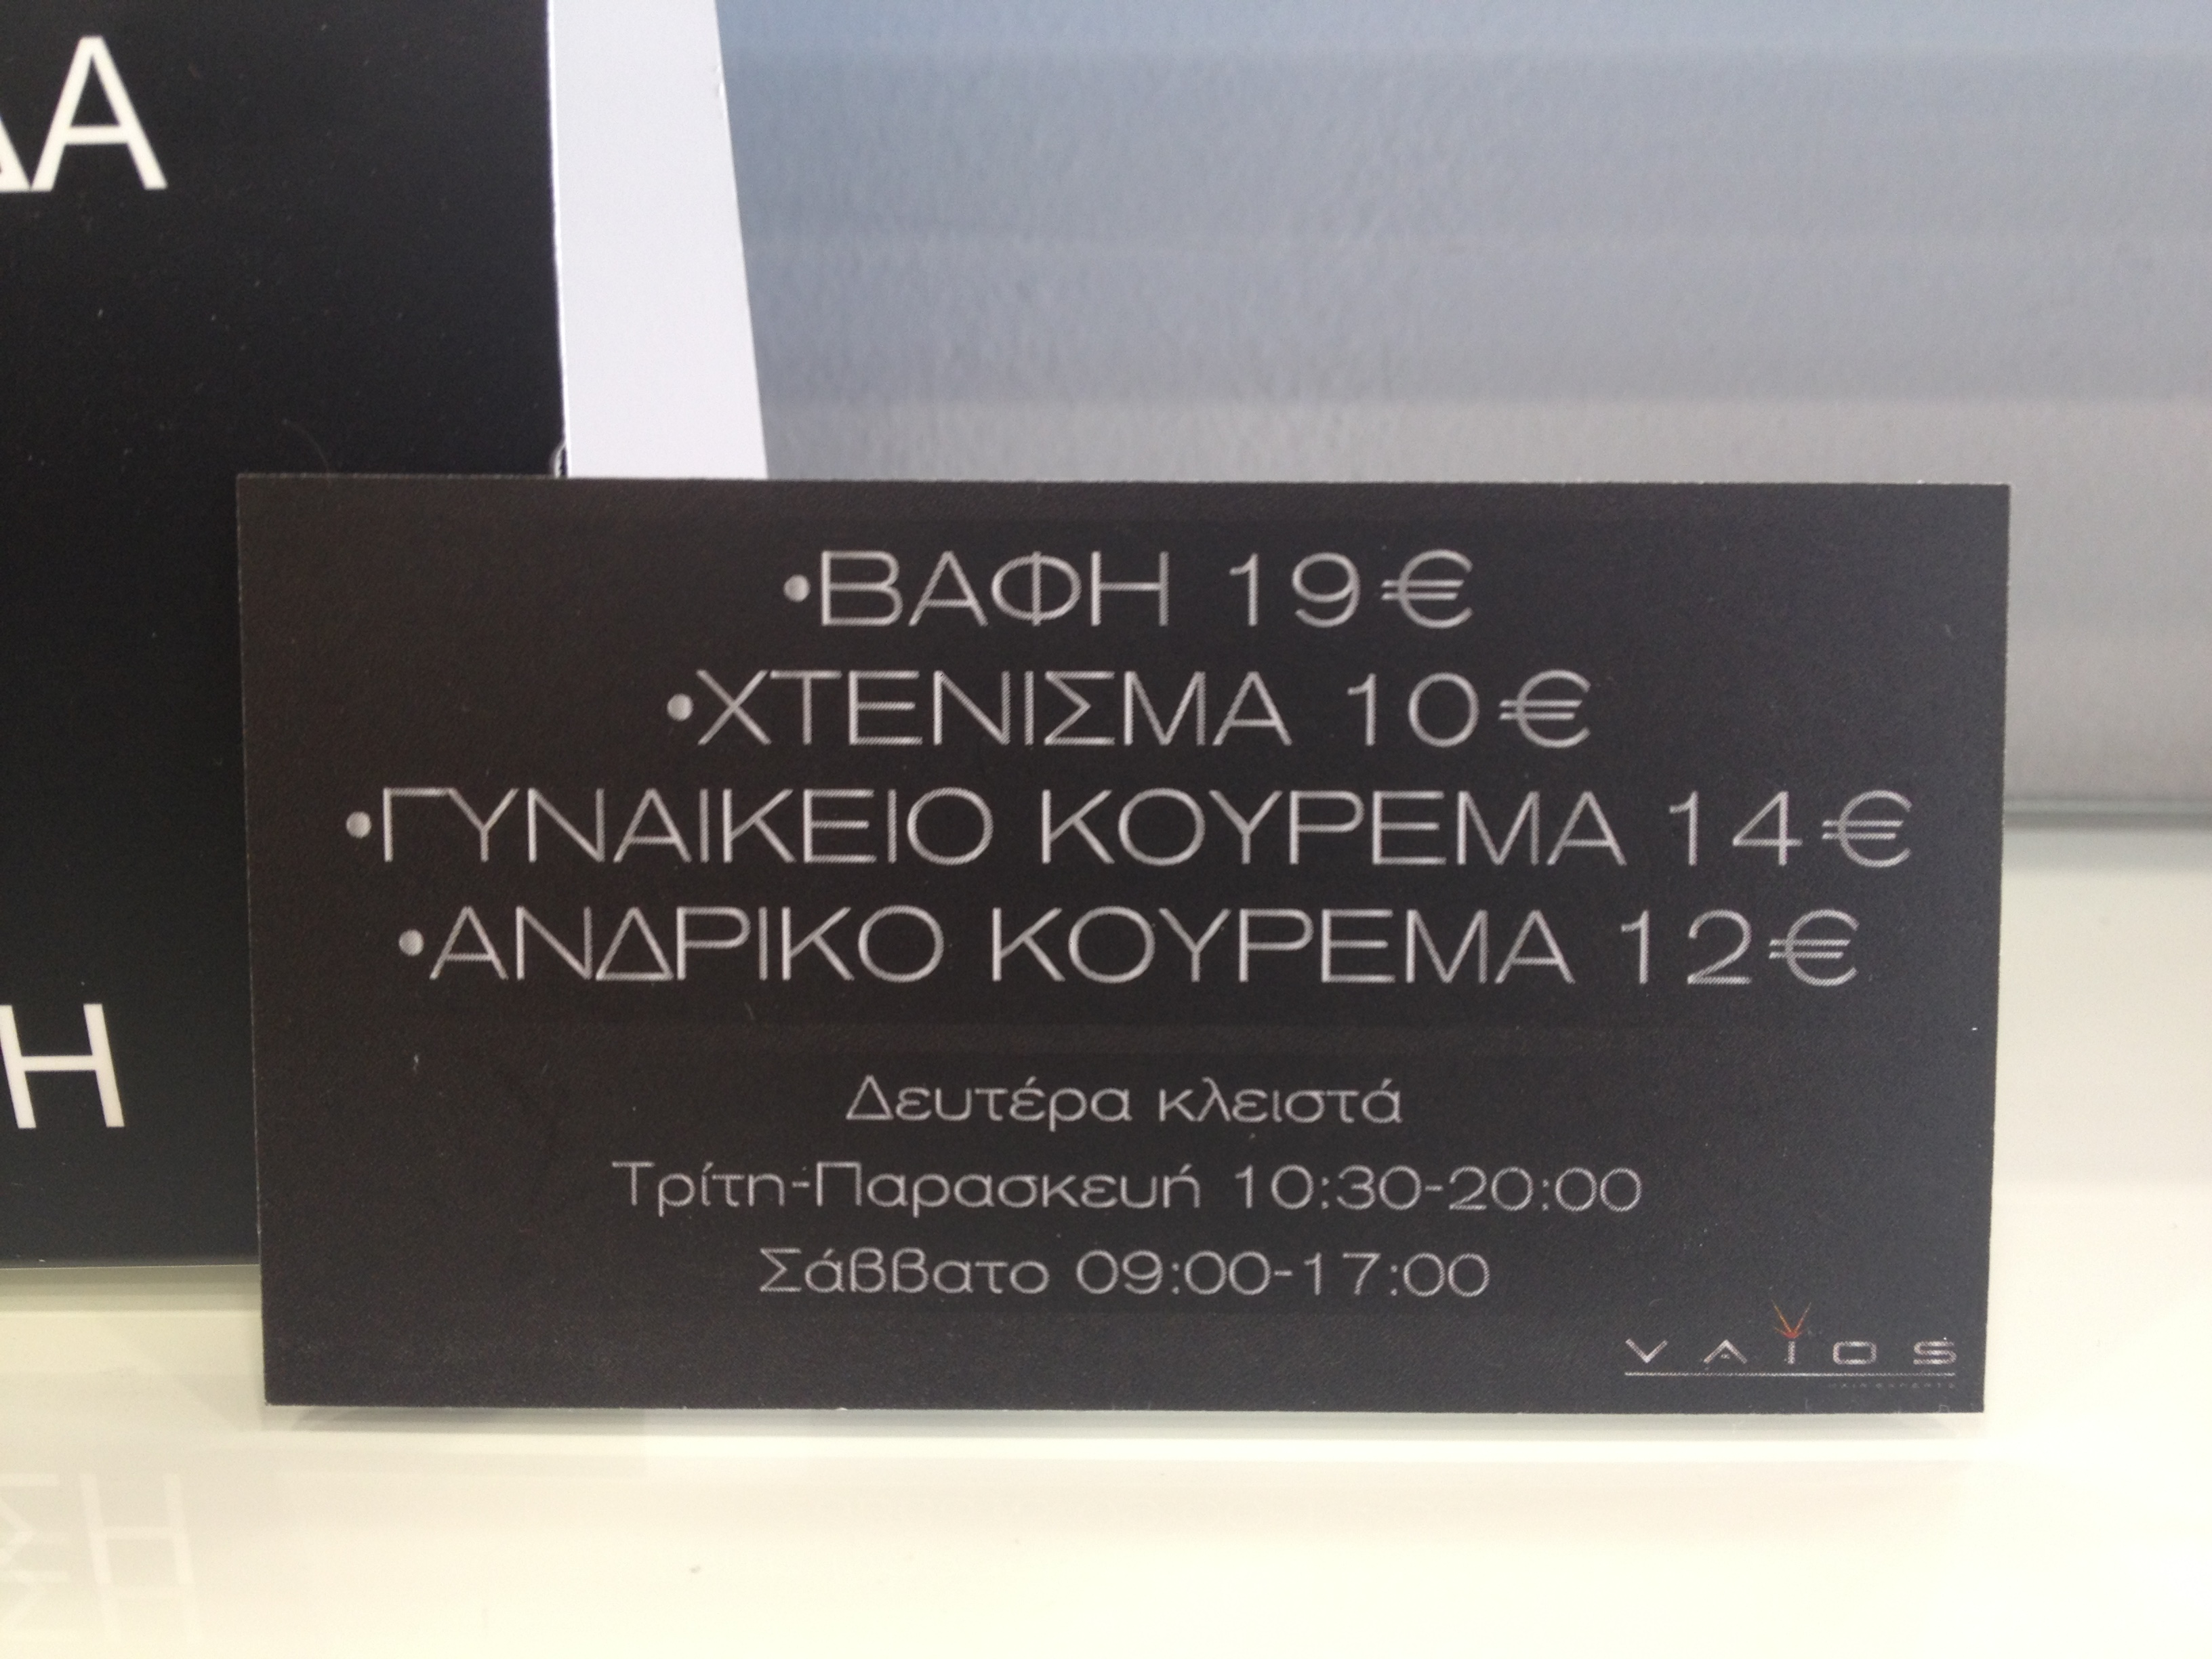 ΔΑ
•ΒΑΦΗ 19€
•ΧΤΕΝΙΣΜΑ 10€
•ΓΥΝΑΙΚΕΙΟ ΚΟΥΡΕΜΑ 14€
•ΑΝΔΡΙΚΟ ΚΟΥΡΕΜΑ 12€
Η
Δευτέρα κλειστά
Τρίτη-Παρασκευή 10:30-20:00
Σάββατο 09:00-17:00
VAIOS